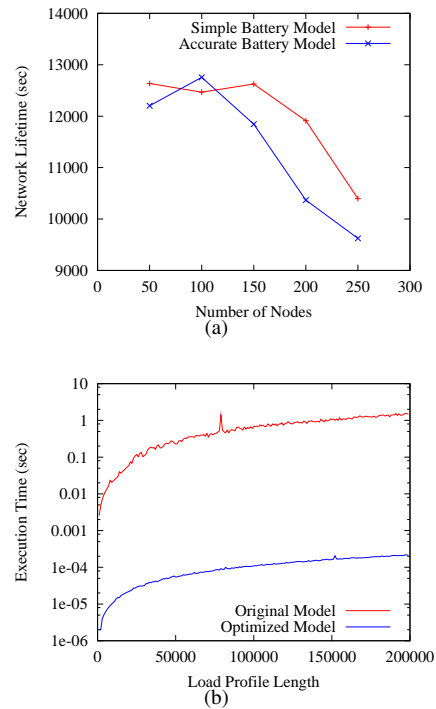 Simple Battery Model
Accurate Battery Model
14000
13000
12000
11000
10000
9000
Network Lifetime (sec)
0 50 100 150 200 250 300
Number of Nodes
(a)
10
1
0.1
0.01
0.001
1e-04
1e-05
1e-06
Execution Time (sec)
Original Model
Optimized Model
0 50000 100000 150000 200000
Load Profile Length
(b)